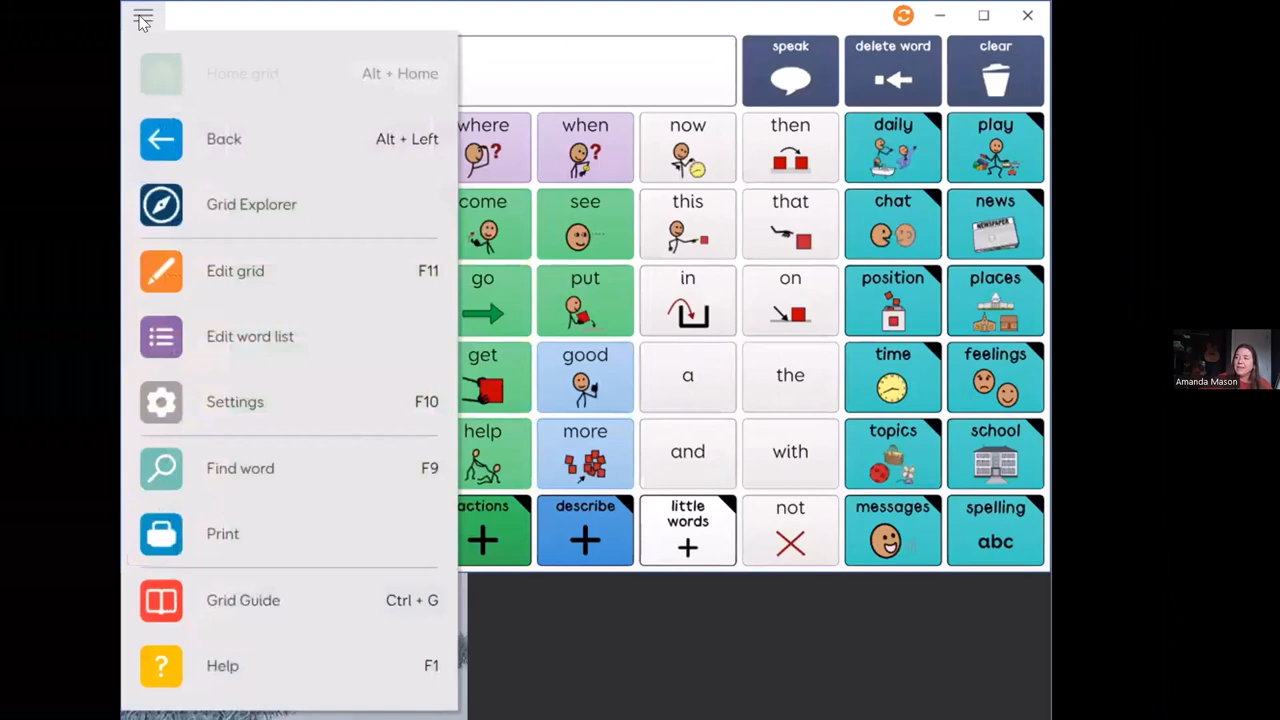 Home grid Alt + Home
Back Alt + Left
Grid Explorer
Edit grid F11
Edit word list
Settings F10
Find word F9
Print
Grid Guide Ctrl + G
Help F1
speak delete word clear
where when now then daily play
come see this that chat news
NEWSPAPER
go put in on position places
get good a the time feelings
help more and with topics school
actions describe little words not messages spelling
abc
Amanda Mason